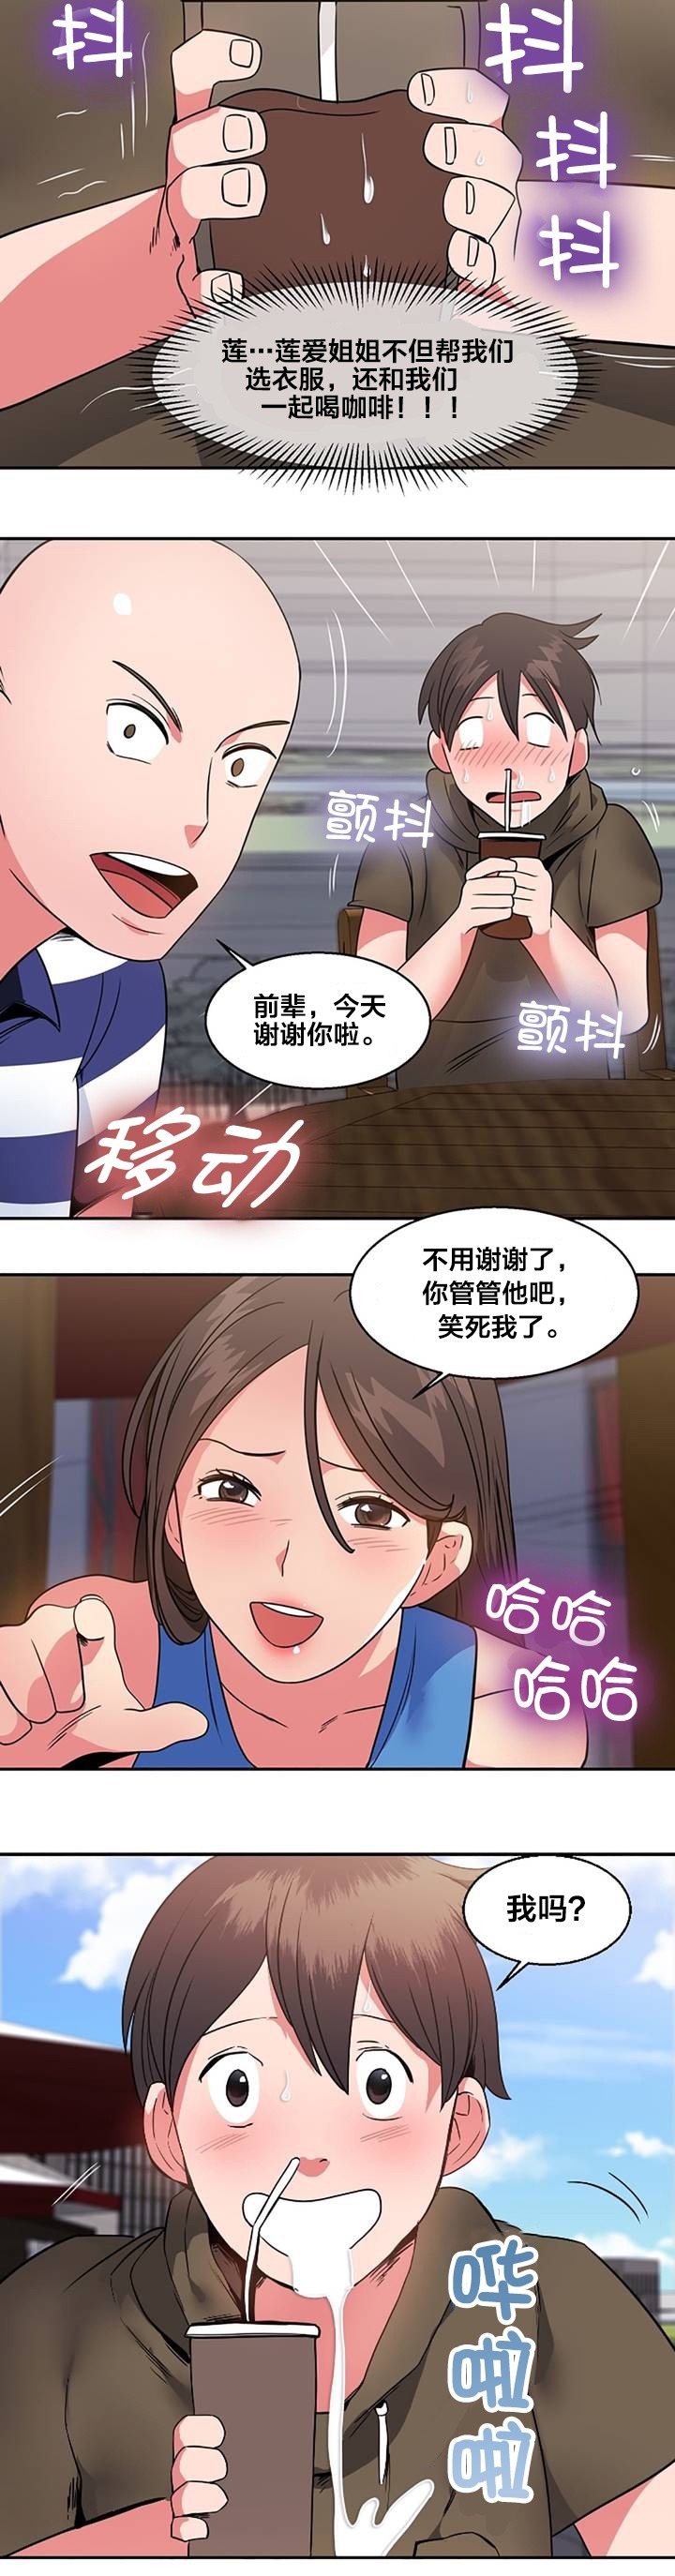 抖
抖
抖
抖
莲…莲爱姐姐不但帮我们
选衣服，还和我们
一起喝咖啡！！！
颤抖
前辈，今天
谢谢你啦。
颤抖
移动
不用谢谢了，
你管管他吧，
笑死我了。
哈哈
哈哈
我吗？
哗
啦
啦